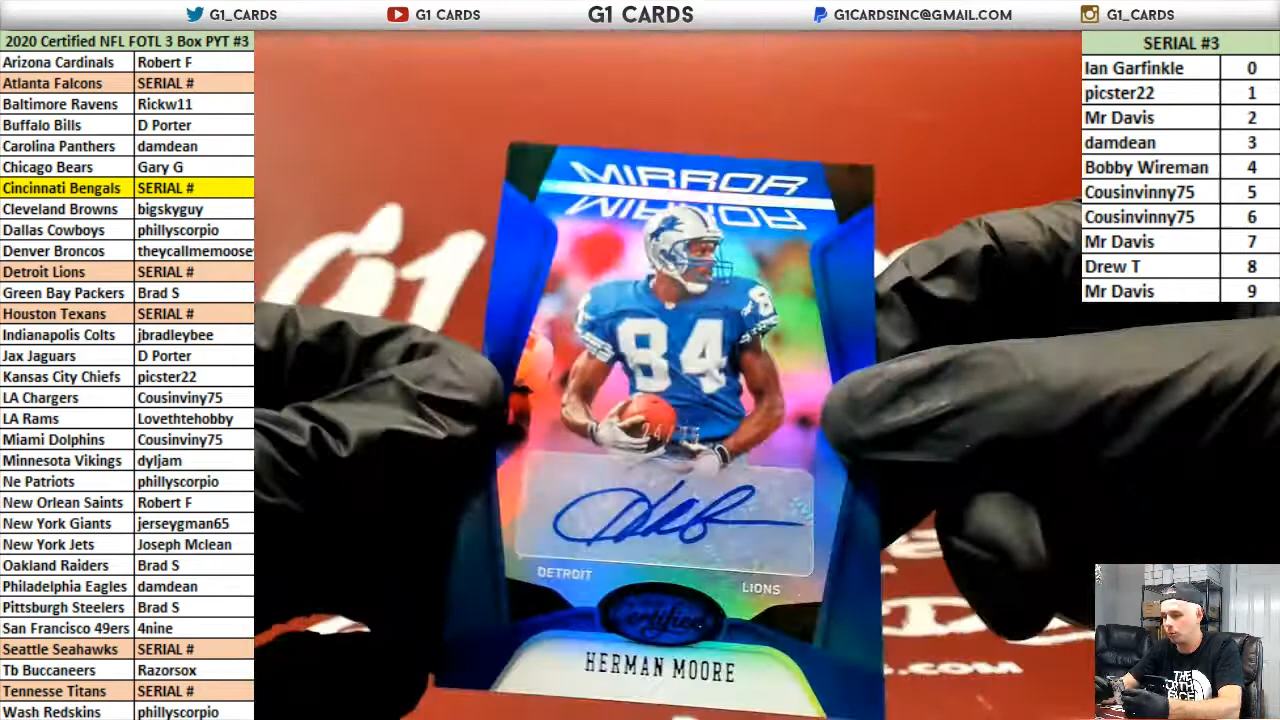 G1_CARDS
G1 CARDS
G1 CARDS
G1CARDSINC@GMAIL.COM
G1_CARDS
2020 Certified NFL FOTL 3 Box PYT #3
Arizona Cardinals Robert F
Atlanta Falcons SERIAL #
Baltimore Ravens Rickw11
Buffalo Bills D Porter
Carolina Panthers damdean
Chicago Bears Gary G
Cincinnati Bengals SERIAL #
Cleveland Browns bigskyguy
Dallas Cowboys phillyscorpio
Denver Broncos theycallmemoose
Detroit Lions SERIAL #
Green Bay Packers Brad S
Houston Texans SERIAL #
Indianapolis Colts jbradleybee
Jax Jaguars D Porter
Kansas City Chiefs picster22
LA Chargers Cousinviny75
LA Rams Lovethtehobby
Miami Dolphins Cousinviny75
Minnesota Vikings dyljam
Ne Patriots phillyscorpio
New Orlean Saints Robert F
New York Giants jerseygman65
New York Jets Joseph Mclean
Oakland Raiders Brad S
Philadelphia Eagles damdean
Pittsburgh Steelers Brad S
San Francisco 49ers 4nine
Seattle Seahawks SERIAL #
Tb Buccaneers Razorsox
Tennesse Titans SERIAL #
Wash Redskins phillyscorpio
SERIAL #3
Ian Garfinkle 0
picster22 1
Mr Davis 2
damdean 3
Bobby Wireman 4
Cousinvinny75 5
Cousinvinny75 6
Mr Davis 7
Drew T 8
Mr Davis 9
G1
MIRROR
MIRROR
84
84
DETROIT LIONS
Certified
HERMAN MOORE
.COM
THE